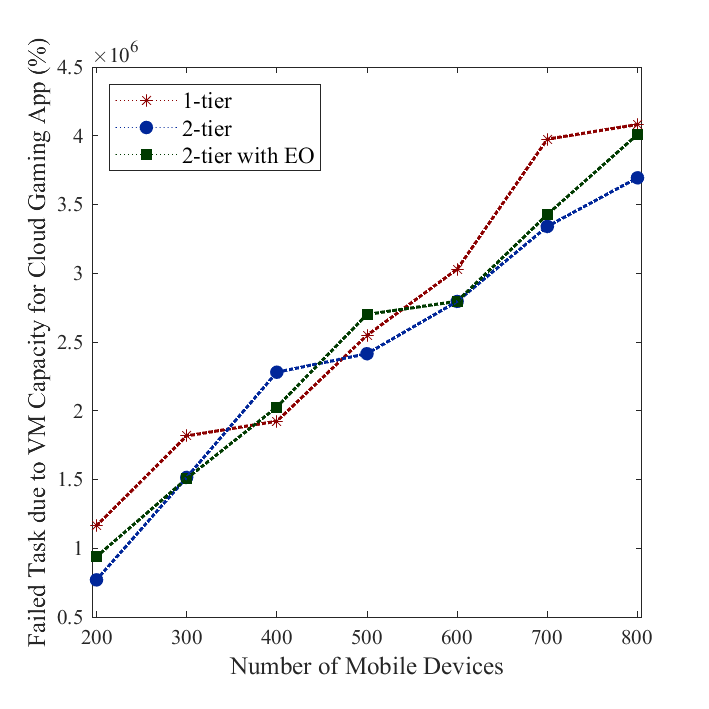 ×10⁶
Failed Task due to VM Capacity for Cloud Gaming App (%)
4.5
4
3.5
3
2.5
2
1.5
1
0.5
1-tier
2-tier
2-tier with EO
200 300 400 500 600 700 800
Number of Mobile Devices